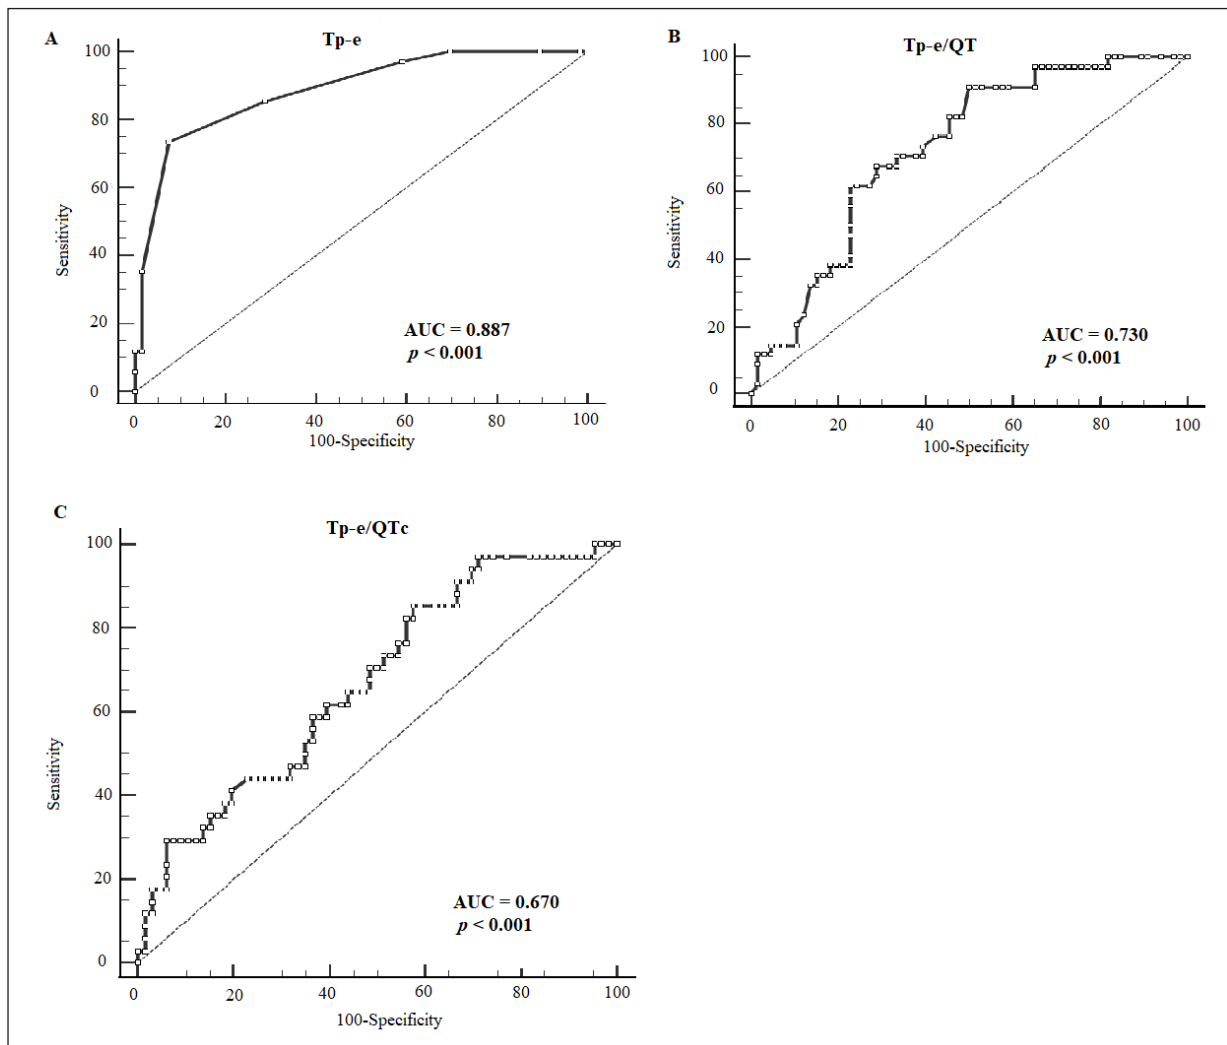 A
Tp-e
100
80
60
40
20
0
Sensitivity
AUC = 0.887
p < 0.001
0 20 40 60 80 100
100-Specificity
B
Tp-e/QT
100
80
60
40
20
0
Sensitivity
AUC = 0.730
p < 0.001
0 20 40 60 80 100
100-Specificity
C
Tp-e/QTc
100
80
60
40
20
0
Sensitivity
AUC = 0.670
p < 0.001
0 20 40 60 80 100
100-Specificity